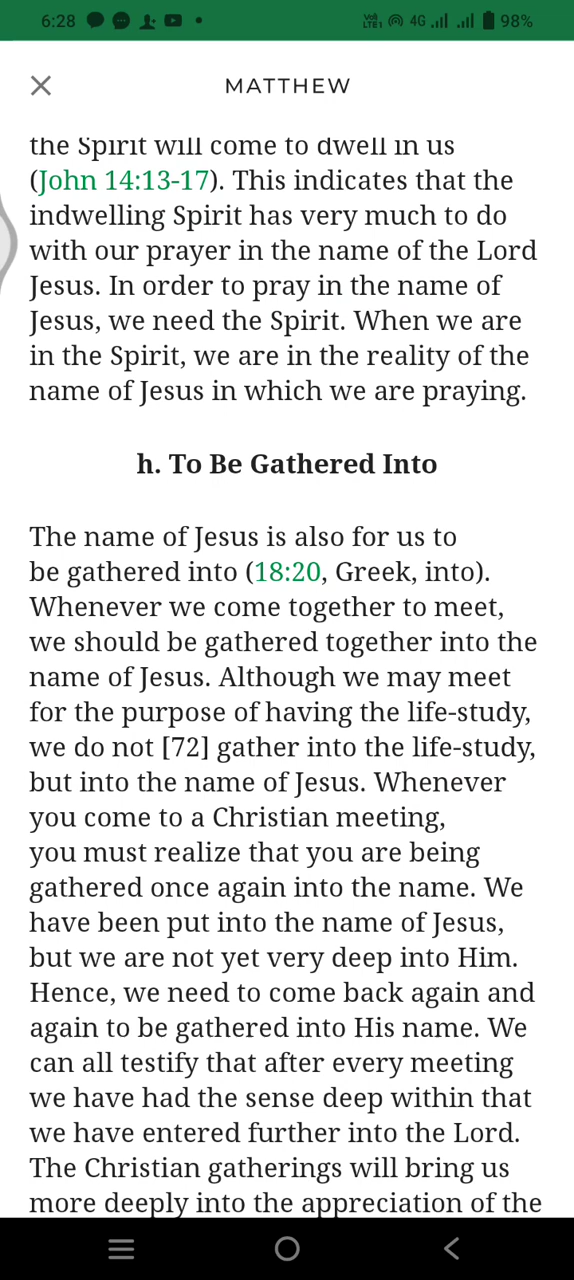 6:28
4G
98%
MATTHEW
the Spirit will come to dwell in us
(John 14:13-17). This indicates that the
indwelling Spirit has very much to do
with our prayer in the name of the Lord
Jesus. In order to pray in the name of
Jesus, we need the Spirit. When we are
in the Spirit, we are in the reality of the
name of Jesus in which we are praying.
h. To Be Gathered Into
The name of Jesus is also for us to
be gathered into (18:20, Greek, into).
Whenever we come together to meet,
we should be gathered together into the
name of Jesus. Although we may meet
for the purpose of having the life-study,
we do not [72] gather into the life-study,
but into the name of Jesus. Whenever
you come to a Christian meeting,
you must realize that you are being
gathered once again into the name. We
have been put into the name of Jesus,
but we are not yet very deep into Him.
Hence, we need to come back again and
again to be gathered into His name. We
can all testify that after every meeting
we have had the sense deep within that
we have entered further into the Lord.
The Christian gatherings will bring us
more deeply into the appreciation of the